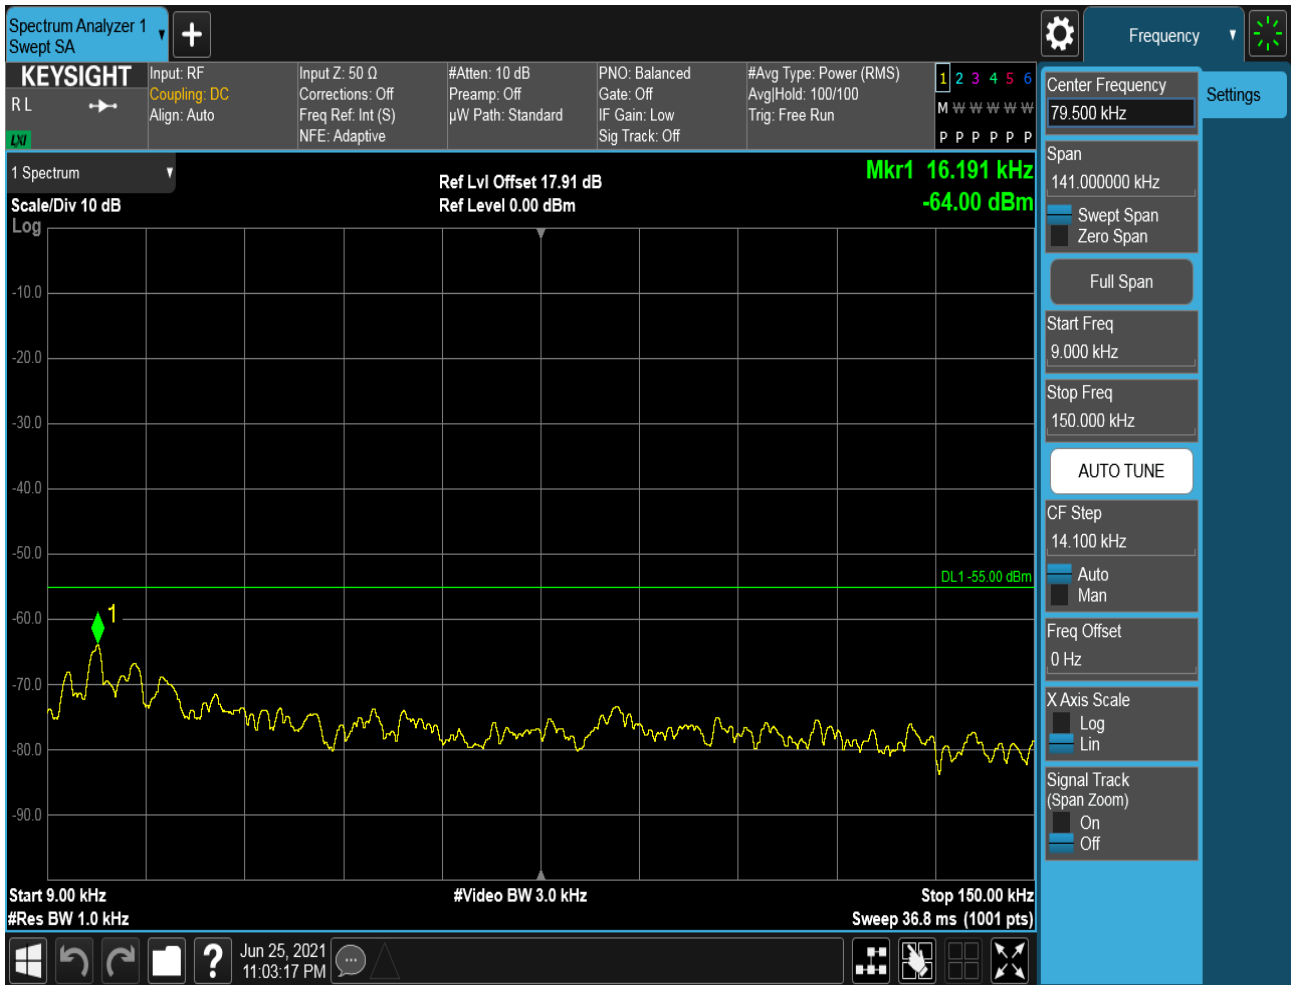 Spectrum Analyzer 1
Swept SA
Frequency
KEYSIGHT
R L
LXI
Input: RF
Coupling: DC
Align: Auto
Input Z: 50 Ω
Corrections: Off
Freq Ref: Int (S)
NFE: Adaptive
#Atten: 10 dB
Preamp: Off
µW Path: Standard
PNO: Balanced
Gate: Off
IF Gain: Low
Sig Track: Off
#Avg Type: Power (RMS)
Avg|Hold: 100/100
Trig: Free Run
1 2 3 4 5 6
M W W W W W
P P P P P P
1 Spectrum
Scale/Div 10 dB
Log
Ref Lvl Offset 17.91 dB
Ref Level 0.00 dBm
Mkr1 16.191 kHz
-64.00 dBm
-10.0
-20.0
-30.0
-40.0
-50.0
-60.0
-70.0
-80.0
-90.0
DL1 -55.00 dBm
1
Start 9.00 kHz
#Res BW 1.0 kHz
#Video BW 3.0 kHz
Stop 150.00 kHz
Sweep 36.8 ms (1001 pts)
Jun 25, 2021
11:03:17 PM
Center Frequency
79.500 kHz
Settings
Span
141.000000 kHz
Swept Span
Zero Span
Full Span
Start Freq
9.000 kHz
Stop Freq
150.000 kHz
AUTO TUNE
CF Step
14.100 kHz
Auto
Man
Freq Offset
0 Hz
X Axis Scale
Log
Lin
Signal Track
(Span Zoom)
On
Off